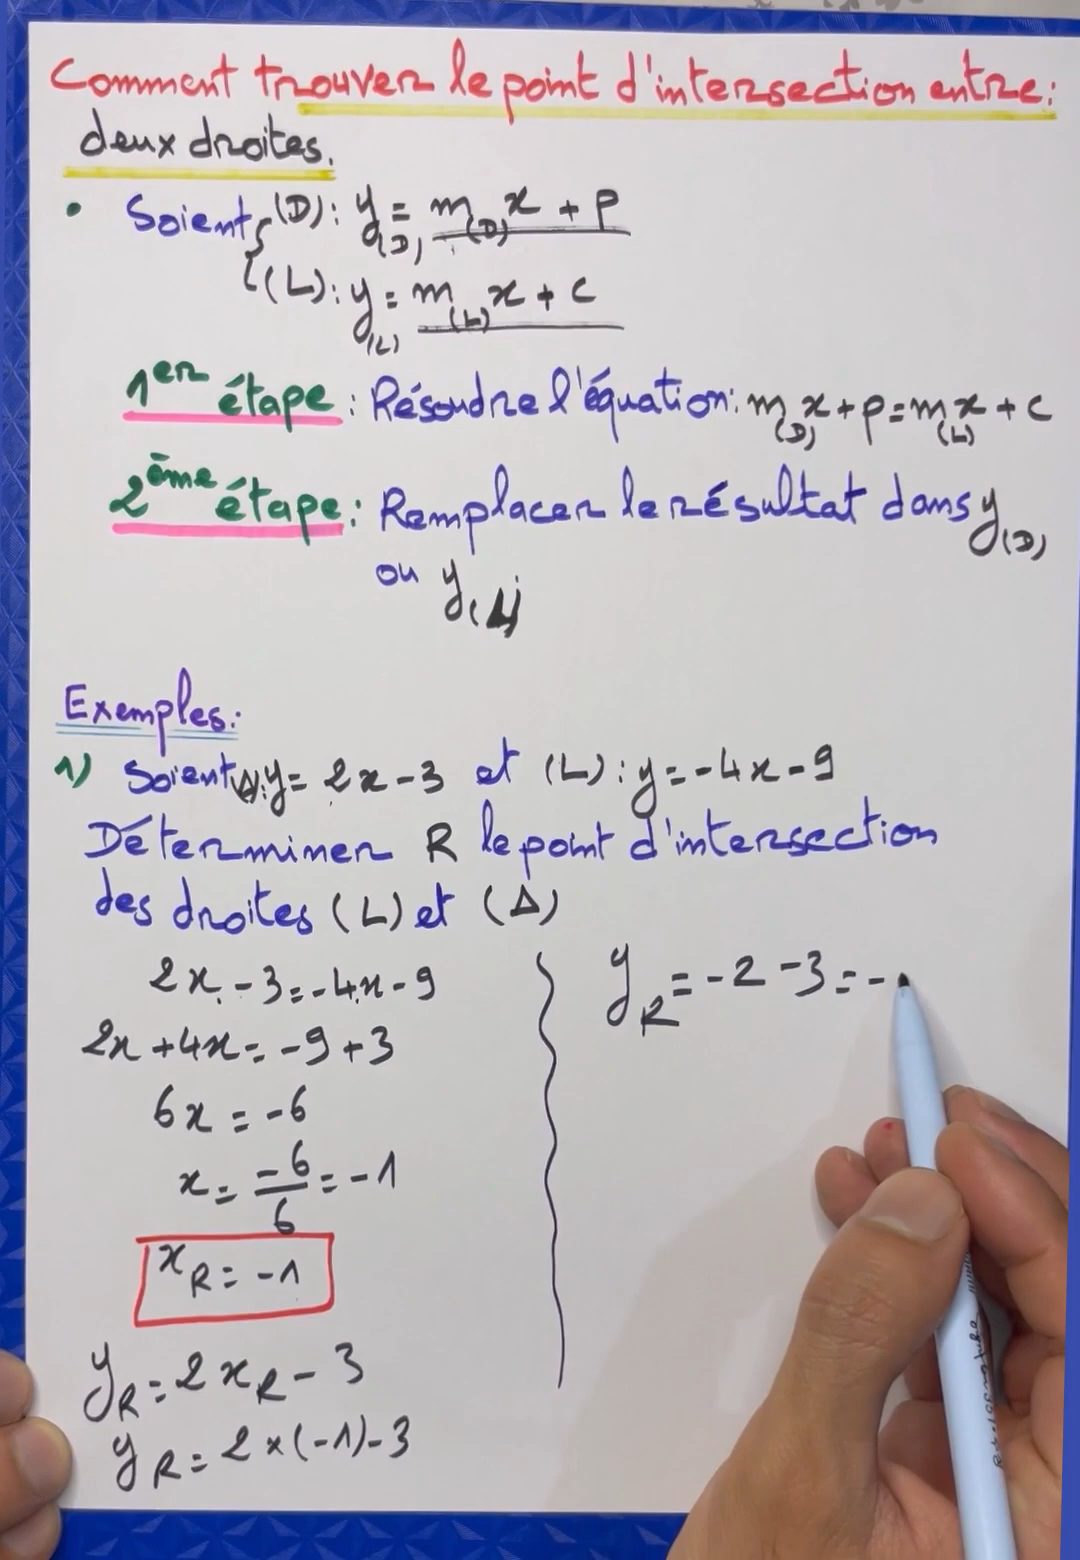 Comment trouver le point d'intersection entre :
deux droites.
• Soient { (D) : y(D) = m(D) x + p
(L) : y(L) = m(L) x + c
1er étape : Résoudre l'équation : m(D) x + p = m(L) x + c
2ème étape : Remplacer le résultat dans y(D)
ou y(L)
Exemples :
1) Soient (Δ) : y = 2x - 3 et (L) : y = -4x - 9
Déterminer R le point d'intersection
des droites (L) et (Δ)
2x - 3 = -4x - 9
2x + 4x = -9 + 3
6x = -6
x = -6/6 = -1
xR = -1
yR = 2xR - 3
yR = 2 × (-1) - 3
yR = -2 - 3 = -